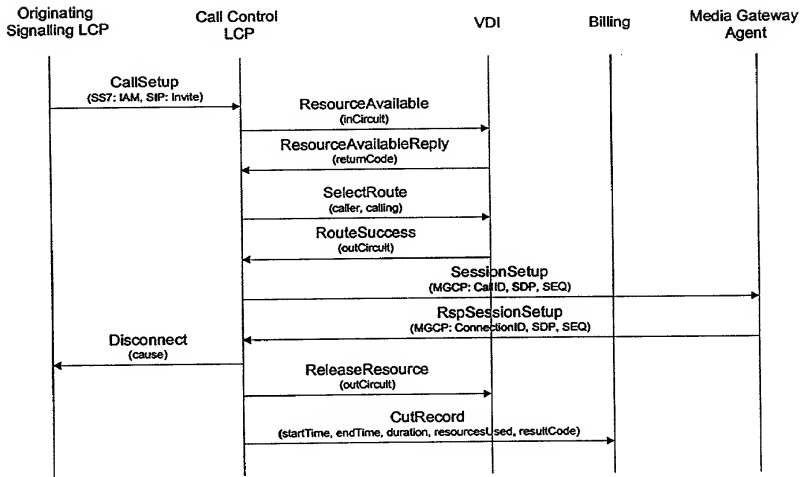 Originating
Signalling LCP
Call Control
LCP
VDI
Billing
Media Gateway
Agent
CallSetup
(SS7: IAM, SIP: Invite)
ResourceAvailable
(inCircuit)
ResourceAvailableReply
(returnCode)
SelectRoute
(caller, calling)
RouteSuccess
(outCircuit)
SessionSetup
(MGCP: CallID, SDP, SEQ)
RspSessionSetup
(MGCP: ConnectionID, SDP, SEQ)
Disconnect
(cause)
ReleaseResource
(outCircuit)
CutRecord
(startTime, endTime, duration, resourcesUsed, resultCode)